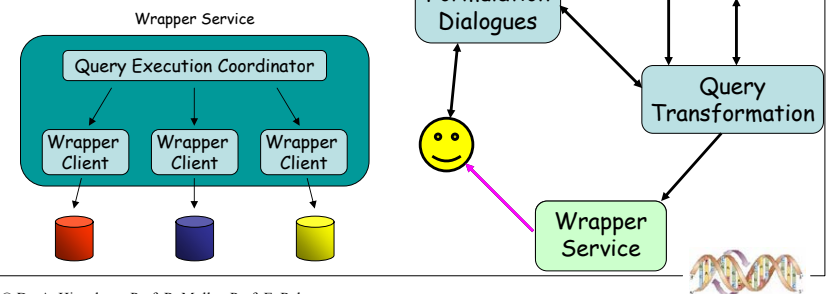 Wrapper Service
Query Execution Coordinator
Wrapper
Client
Wrapper
Client
Wrapper
Client
Dialogues
Query
Transformation
Wrapper
Service